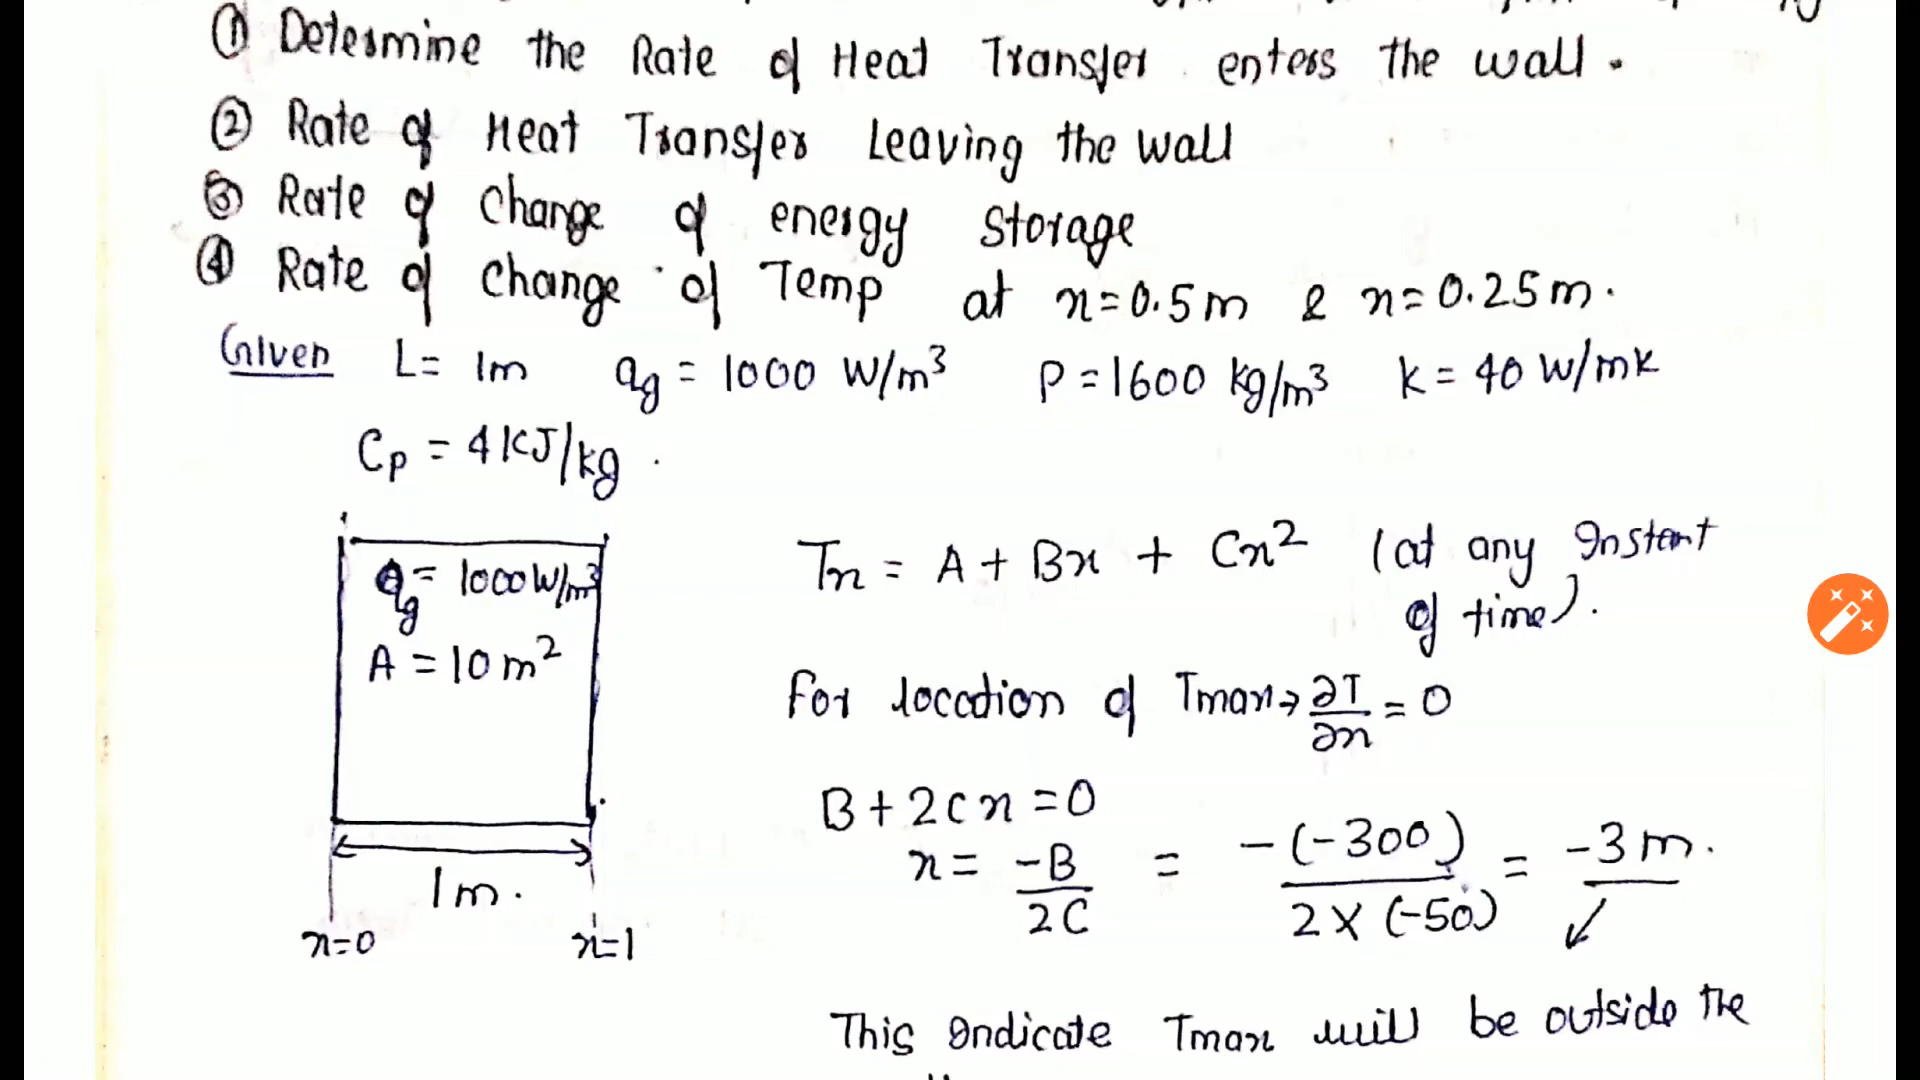 ① Determine the Rate of Heat Transfer enters the wall.
② Rate of Heat Transfer Leaving the wall
③ Rate of Change of energy Storage
④ Rate of Change of Temp at x=0.5m & x=0.25m.
Given L= 1m qg = 1000 W/m³ ρ=1600 kg/m³ k= 40 W/mk
Cp = 4KJ/kg.
qg = 1000W/m³
A = 10 m²
1m.
x=0 x=1
Tx = A + Bx + Cx² (at any Instant
of time).
For location of Tmax→ ∂T/∂x = 0
B + 2Cx = 0
x = -B/2C = -(-300)/2×(-50) = -3m.
This Indicate Tmax will be outside the